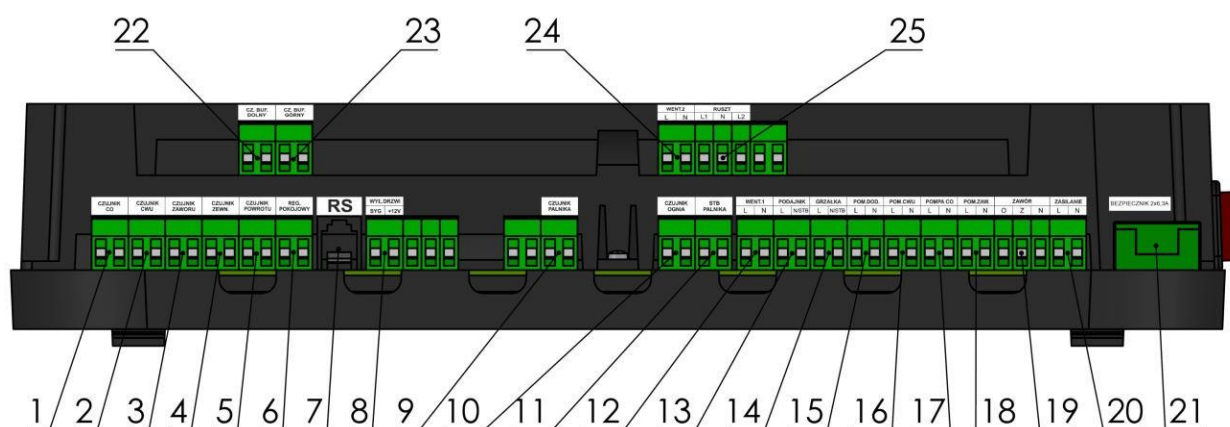 22 23 24 25
CZ. BUF. DOLNY
CZ. BUF. GÓRNY
WENT.2
L N
RUSZT
L1 N L2
CZUJNIK CO
CZUJNIK CWU
CZUJNIK ZAWORU
CZUJNIK ZEWN.
CZUJNIK POWROTU
REG. POKOJOWY
RS
WYŁ. DRZWI
SYG +12V
CZUJNIK PALNIKA
CZUJNIK OGNIA
STB PALNIKA
WENT.1
L N
PODAJNIK
L N/STB
GRZAŁKA
L N/STB
POM.DOD.
L N
POM.CWU
L N
POMPA CO
L N
POM.ZAW.
L N
ZAWÓR
O Z N
ZASILANIE
L N
BEZPIECZNIK 2x6,3A
1 2 3 4 5 6 7 8 9 10 11 12 13 14 15 16 17 18 19 20 21